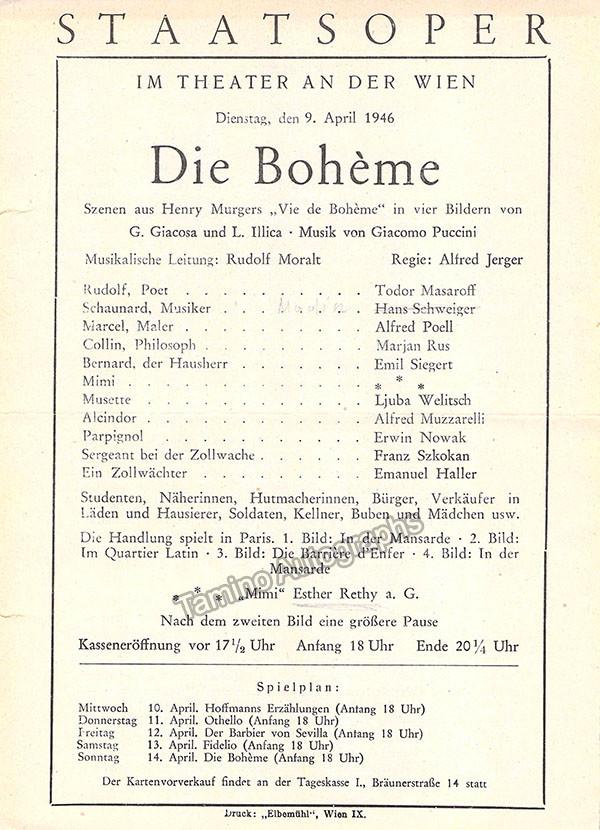 STAATSOPER
IM THEATER AN DER WIEN
Dienstag, den 9. April 1946
Die Bohème
Szenen aus Henry Murgers „Vie de Bohème“ in vier Bildern von
G. Giacosa und L. Illica · Musik von Giacomo Puccini
Musikalische Leitung: Rudolf Moralt Regie: Alfred Jerger
Rudolf, Poet . . . . . . . . . . Todor Masaroff
Schaunard, Musiker . . . . . . . Hans Schweiger
Marcel, Maler . . . . . . . . . Alfred Poell
Collin, Philosoph . . . . . . . . Marjan Rus
Bernard, der Hausherr . . . . . . Emil Siegert
Mimi . . . . . . . . . . . . * * *
Musette . . . . . . . . . . . Ljuba Welitsch
Alcindor . . . . . . . . . . . Alfred Muzzarelli
Parpignol . . . . . . . . . . Erwin Nowak
Sergeant bei der Zollwache . . . . . Franz Szkokan
Ein Zollwächter . . . . . . . . . Emanuel Haller
Studenten, Näherinnen, Hutmacherinnen, Bürger, Verkäufer in
Läden und Hausierer, Soldaten, Kellner, Buben und Mädchen usw.
Die Handlung spielt in Paris. 1. Bild: In der Mansarde · 2. Bild:
Im Quartier Latin · 3. Bild: Die Barrière d'Enfer · 4. Bild: In der
Mansarde
* * * „Mimi“ Esther Rethy a. G.
Tamino Autographs
Nach dem zweiten Bild eine größere Pause
Kasseneröffnung vor 17 1/2 Uhr Anfang 18 Uhr Ende 20 1/4 Uhr
Spielplan:
Mittwoch 10. April. Hoffmanns Erzählungen (Anfang 18 Uhr)
Donnerstag 11. April. Othello (Anfang 18 Uhr)
Freitag 12. April. Der Barbier von Sevilla (Anfang 18 Uhr)
Samstag 13. April. Fidelio (Anfang 18 Uhr)
Sonntag 14. April. Die Bohème (Anfang 18 Uhr)
Der Kartenvorverkauf findet an der Tageskasse I., Bräunerstraße 14 statt
Druck: „Elbemühl“, Wien IX.